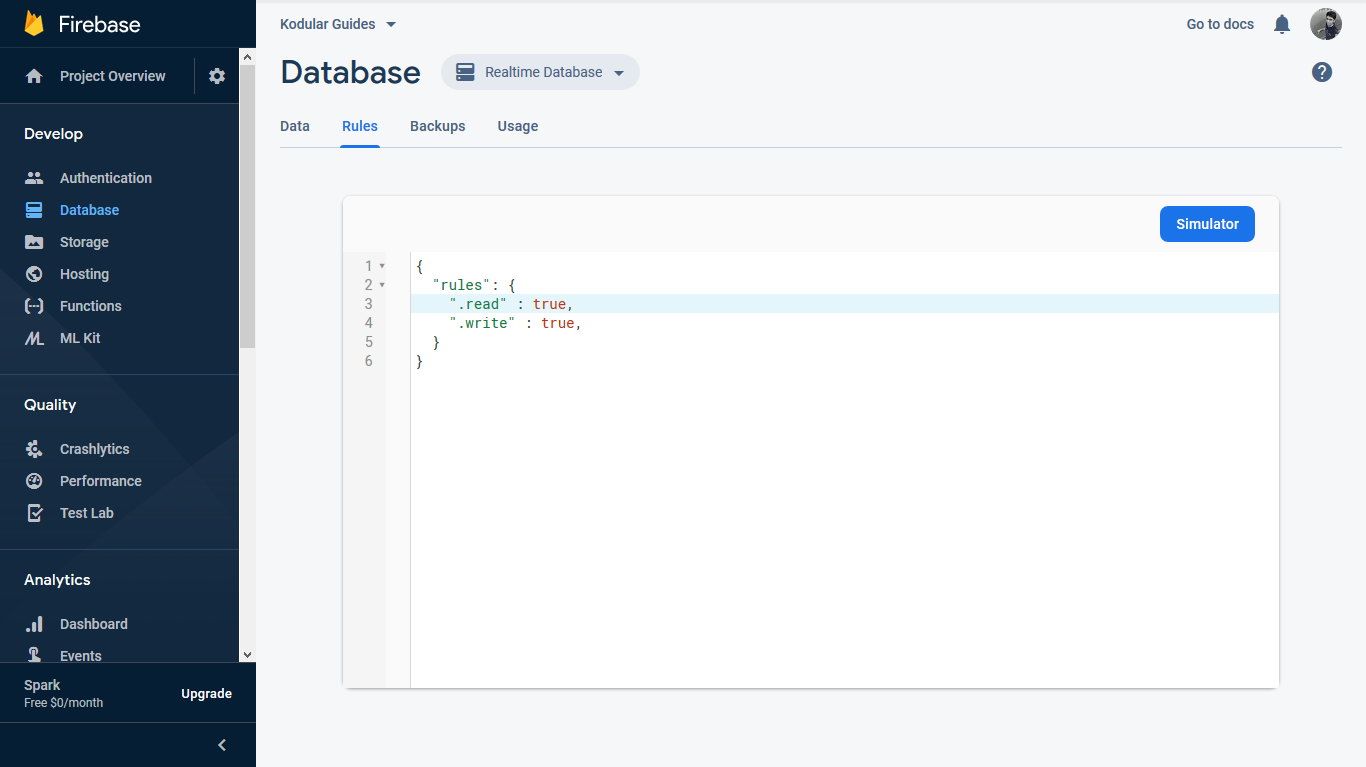 Firebase
Project Overview
Develop
Authentication
Database
Storage
Hosting
Functions
ML Kit
Quality
Crashlytics
Performance
Test Lab
Analytics
Dashboard
Events
Spark
Free $0/month
Upgrade
Kodular Guides
Go to docs
Database
Realtime Database
Data Rules Backups Usage
Simulator
1 {
2 "rules": {
3 ".read" : true,
4 ".write" : true,
5 }
6 }